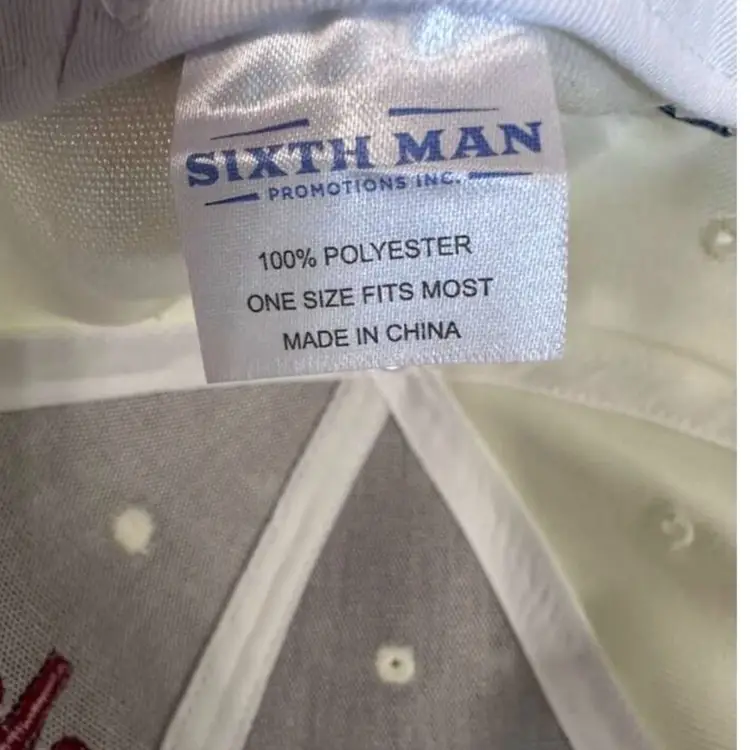 SIXTH MAN
PROMOTIONS INC.
100% POLYESTER
ONE SIZE FITS MOST
MADE IN CHINA